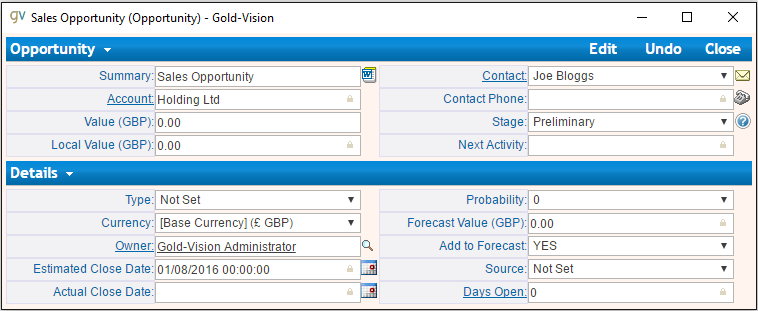 gv Sales Opportunity (Opportunity) - Gold-Vision
Opportunity Edit Undo Close
Summary: Sales Opportunity Contact: Joe Bloggs
Account: Holding Ltd Contact Phone:
Value (GBP): 0.00 Stage: Preliminary
Local Value (GBP): 0.00 Next Activity:
Details
Type: Not Set Probability: 0
Currency: [Base Currency] (£ GBP) Forecast Value (GBP): 0.00
Owner: Gold-Vision Administrator Add to Forecast: YES
Estimated Close Date: 01/08/2016 00:00:00 Source: Not Set
Actual Close Date: Days Open: 0